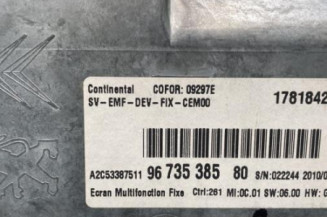 Continental COFOR: 09297E
SV-EMF-DEV-FIX-CEM00 1781842
A2C53387511 96 735 385 80 S/N:022244 2010/0
Ecran Multifonction Fixe Ctrl:261 MI:0C.01 SW:06.00 HW: